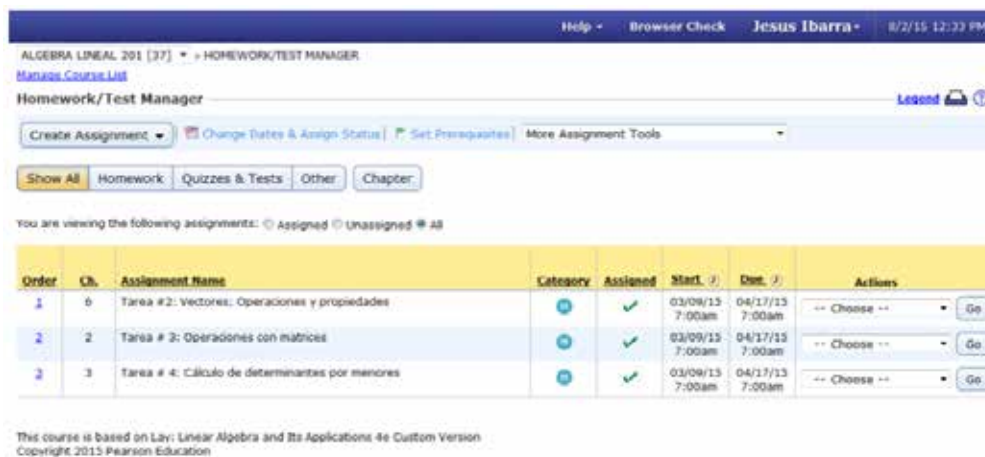 Help Browser Check Jesus Ibarra 8/2/15 12:33 PM
ALGEBRA LINEAL 201 [37] » HOMEWORK/TEST MANAGER
Manage Course List
Homework/Test Manager Legend
Create Assignment Change Dates & Assign Status | Set Prerequisites | More Assignment Tools
Show All Homework Quizzes & Tests Other Chapter
You are viewing the following assignments: Assigned Unassigned All
Order Ch. Assignment Name Category Assigned Start Due Actions
1 6 Tarea #2: Vectores: Operaciones y propiedades 03/09/15 04/17/15 -- Choose -- Go
7:00am 7:00am
2 2 Tarea # 3: Operaciones con matrices 03/09/15 04/17/15 -- Choose -- Go
7:00am 7:00am
3 3 Tarea # 4: Cálculo de determinantes por menores 03/09/15 04/17/15 -- Choose -- Go
7:00am 7:00am
This course is based on Lay: Linear Algebra and Its Applications 4e Custom Version
Copyright 2015 Pearson Education